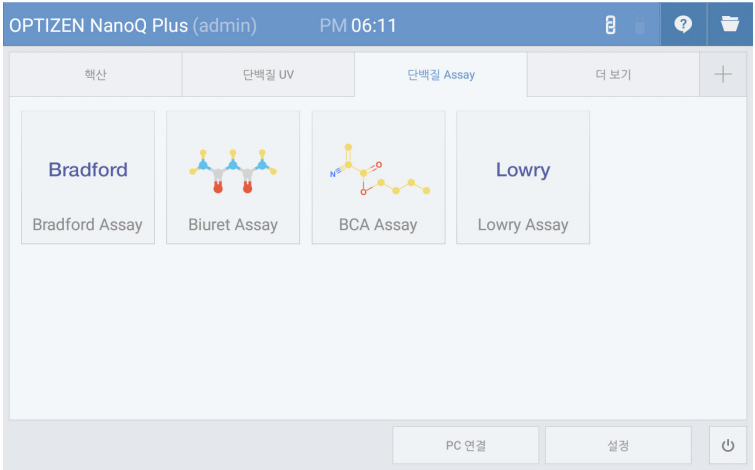 OPTIZEN NanoQ Plus (admin) PM 06:11
핵산 단백질 UV 단백질 Assay 더 보기
Bradford Lowry
N
O
O
Bradford Assay Biuret Assay BCA Assay Lowry Assay
PC 연결 설정